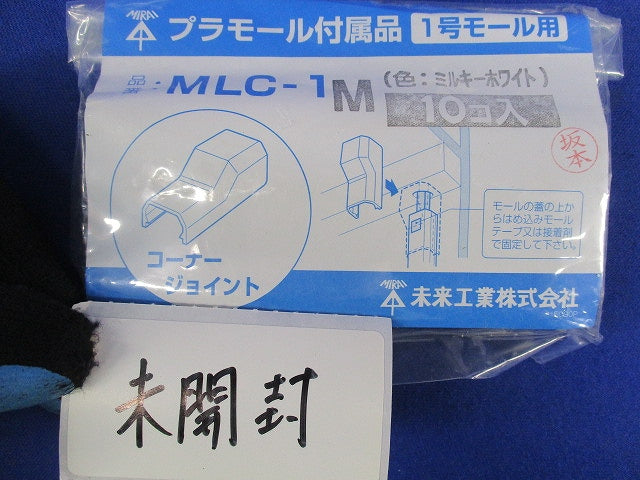 MIRAI
プラモール付属品 1号モール用
品番:MLC-1M (色:ミルキーホワイト)
10コ入
坂本
モールの蓋の上か
らはめ込みモール
テープ又は接着剤
で固定して下さい。
コーナー
ジョイント
MIRAI 未来工業株式会社
未開封